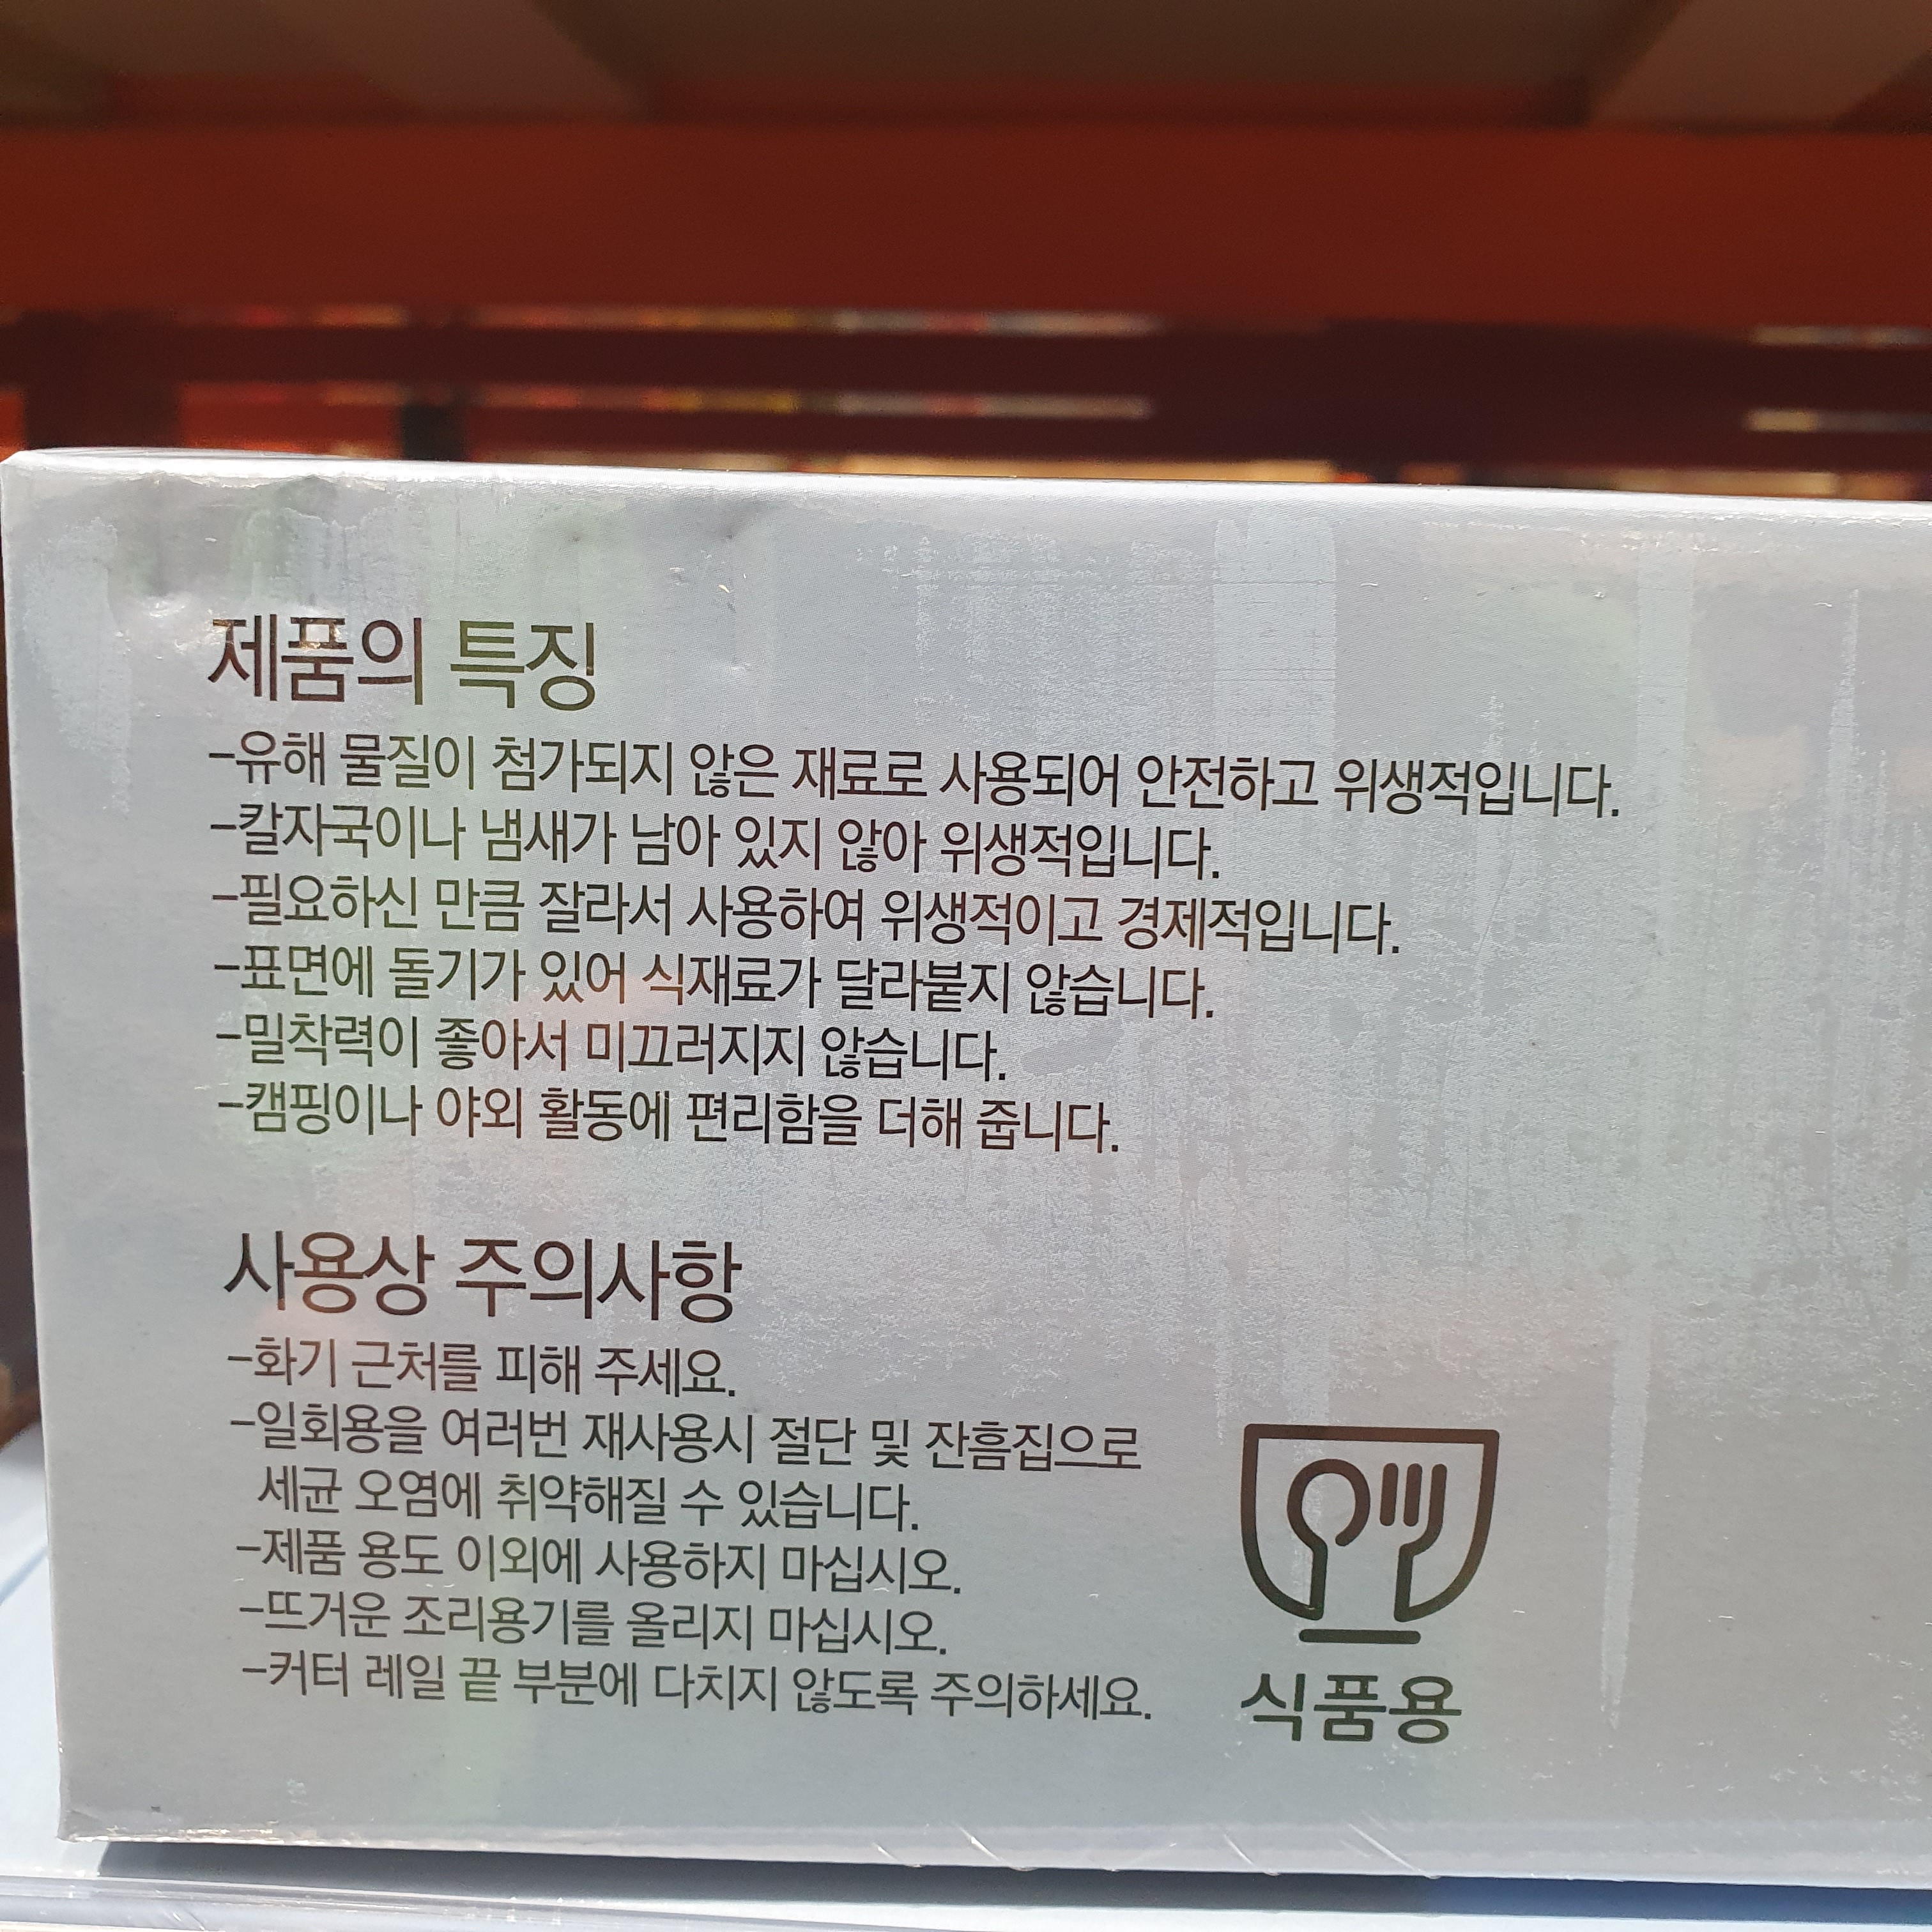 제품의 특징
-유해 물질이 첨가되지 않은 재료로 사용되어 안전하고 위생적입니다.
-칼자국이나 냄새가 남아 있지 않아 위생적입니다.
-필요하신 만큼 잘라서 사용하여 위생적이고 경제적입니다.
-표면에 돌기가 있어 식재료가 달라붙지 않습니다.
-밀착력이 좋아서 미끄러지지 않습니다.
-캠핑이나 야외 활동에 편리함을 더해 줍니다.
사용상 주의사항
-화기 근처를 피해 주세요.
-일회용을 여러번 재사용시 절단 및 잔흠집으로
세균 오염에 취약해질 수 있습니다.
-제품 용도 이외에 사용하지 마십시오.
-뜨거운 조리용기를 올리지 마십시오.
-커터 레일 끝 부분에 다치지 않도록 주의하세요.
식품용